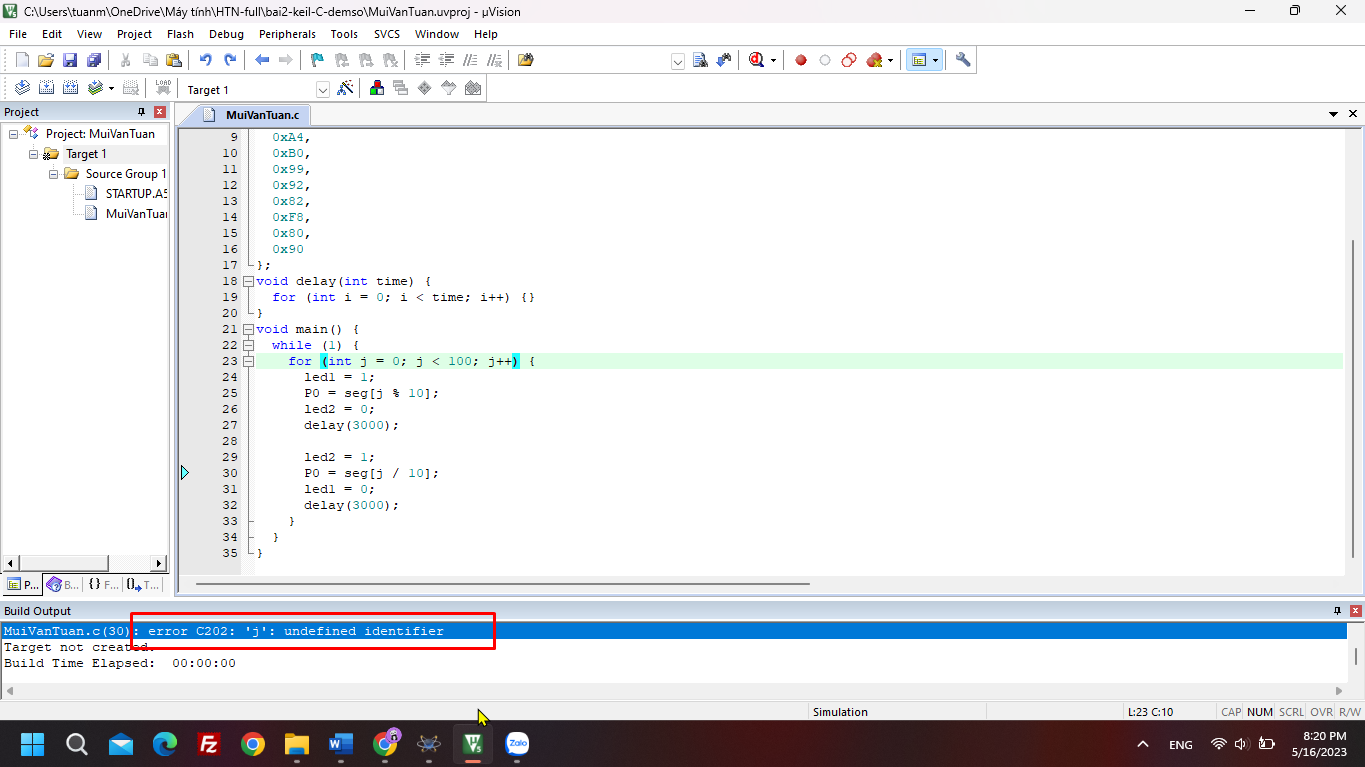 C:\Users\tuanm\OneDrive\Máy tính\HTN-full\bai2-keil-C-demso\MuiVanTuan.uvproj - µVision
File Edit View Project Flash Debug Peripherals Tools SVCS Window Help
LOAD Target 1
Project
MuiVanTuan.c
Project: MuiVanTuan
Target 1
Source Group 1
STARTUP.A5
MuiVanTuan
9 0xA4,
10 0xB0,
11 0x99,
12 0x92,
13 0x82,
14 0xF8,
15 0x80,
16 0x90
17 };
18 void delay(int time) {
19 for (int i = 0; i < time; i++) {}
20 }
21 void main() {
22 while (1) {
23 for (int j = 0; j < 100; j++) {
24 led1 = 1;
25 P0 = seg[j % 10];
26 led2 = 0;
27 delay(3000);
28
29 led2 = 1;
30 P0 = seg[j / 10];
31 led1 = 0;
32 delay(3000);
33 }
34 }
35 }
P... B... {} F... {}, T...
Build Output
MuiVanTuan.c(30): error C202: 'j': undefined identifier
Target not created.
Build Time Elapsed: 00:00:00
Simulation L:23 C:10 CAP NUM SCRL OVR R/W
Zalo
ENG
8:20 PM
5/16/2023